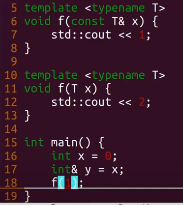 5 template <typename T>
6 void f(const T& x) {
7     std::cout << 1;
8 }
9
10 template <typename T>
11 void f(T x) {
12     std::cout << 2;
13 }
14
15 int main() {
16     int x = 0;
17     int& y = x;
18     f(1);
19 }